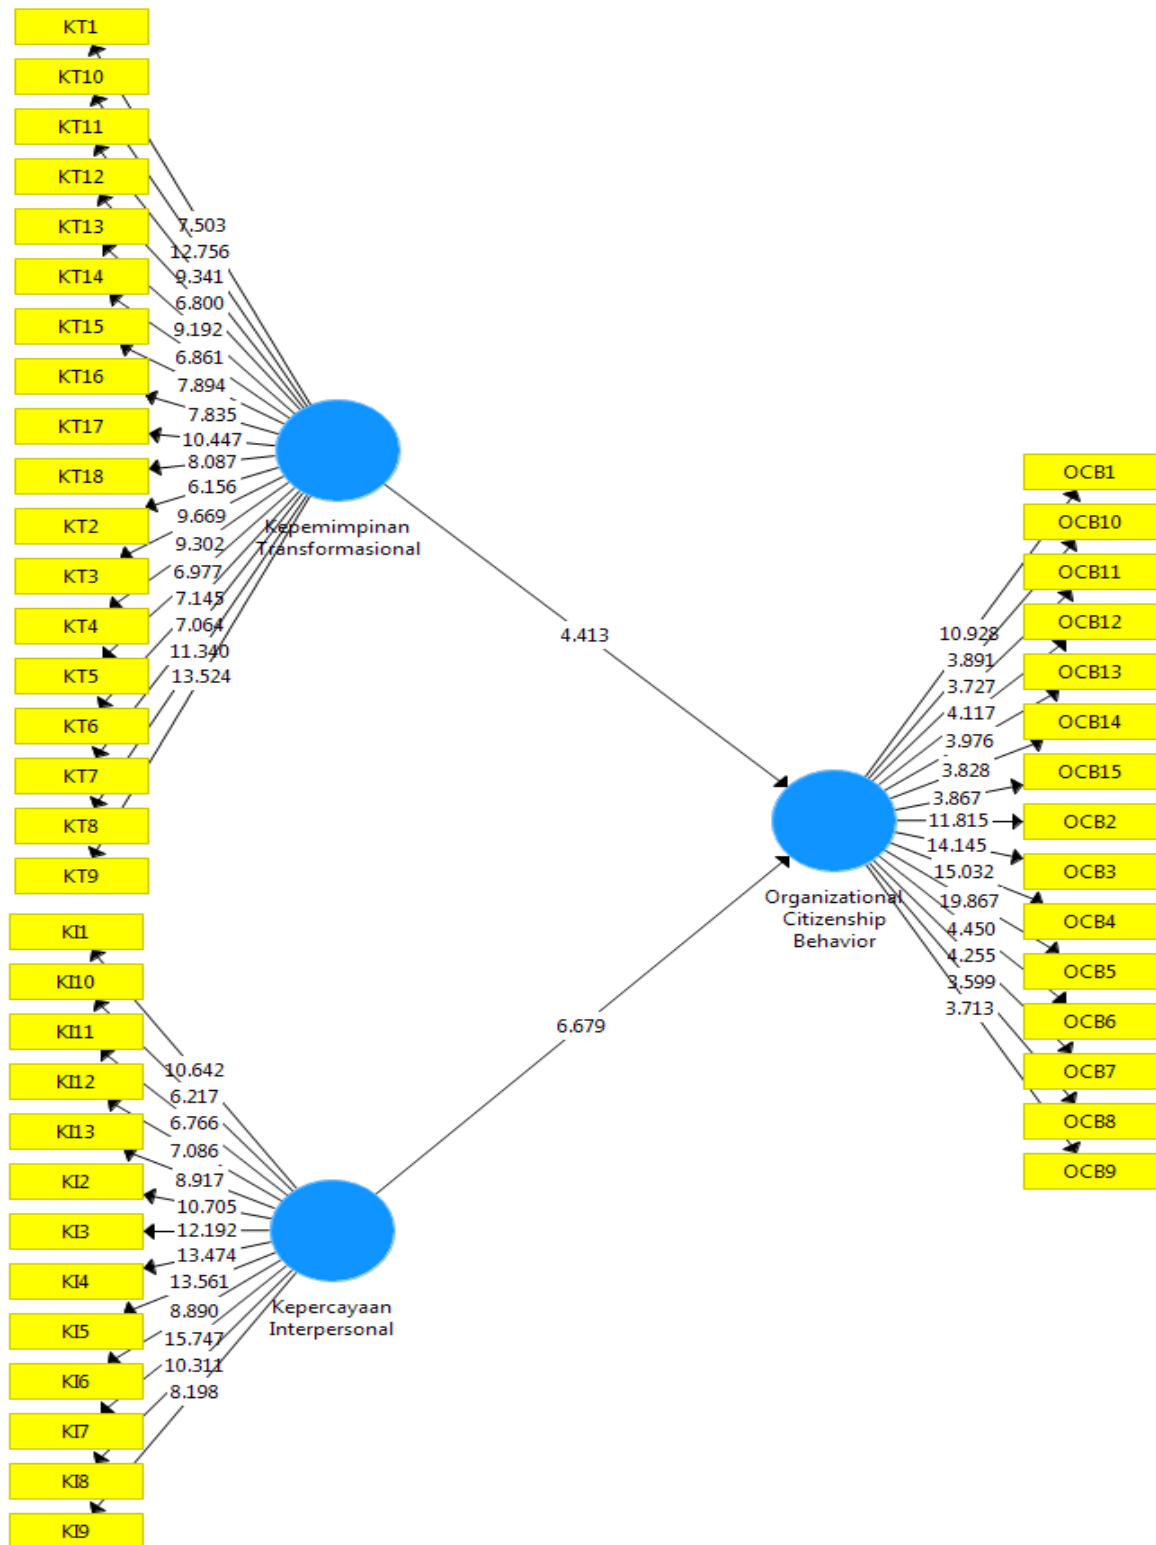 KT1
KT10
KT11
KT12
KT13
KT14
KT15
KT16
KT17
KT18
KT2
KT3
KT4
KT5
KT6
KT7
KT8
KT9
7.503
12.756
9.341
6.800
9.192
6.861
7.894
7.835
10.447
8.087
6.156
9.669
9.302
6.977
7.145
7.064
11.340
13.524
Kepemimpinan
Transformasional
4.413
KI1
KI10
KI11
KI12
KI13
KI2
KI3
KI4
KI5
KI6
KI7
KI8
KI9
10.642
6.217
6.766
7.086
8.917
10.705
12.192
13.474
13.561
8.890
15.747
10.311
8.198
Kepercayaan
Interpersonal
6.679
Organizational
Citizenship
Behavior
10.928
3.891
3.727
4.117
3.976
3.828
3.867
11.815
14.145
15.032
19.867
4.450
4.255
3.599
3.713
OCB1
OCB10
OCB11
OCB12
OCB13
OCB14
OCB15
OCB2
OCB3
OCB4
OCB5
OCB6
OCB7
OCB8
OCB9